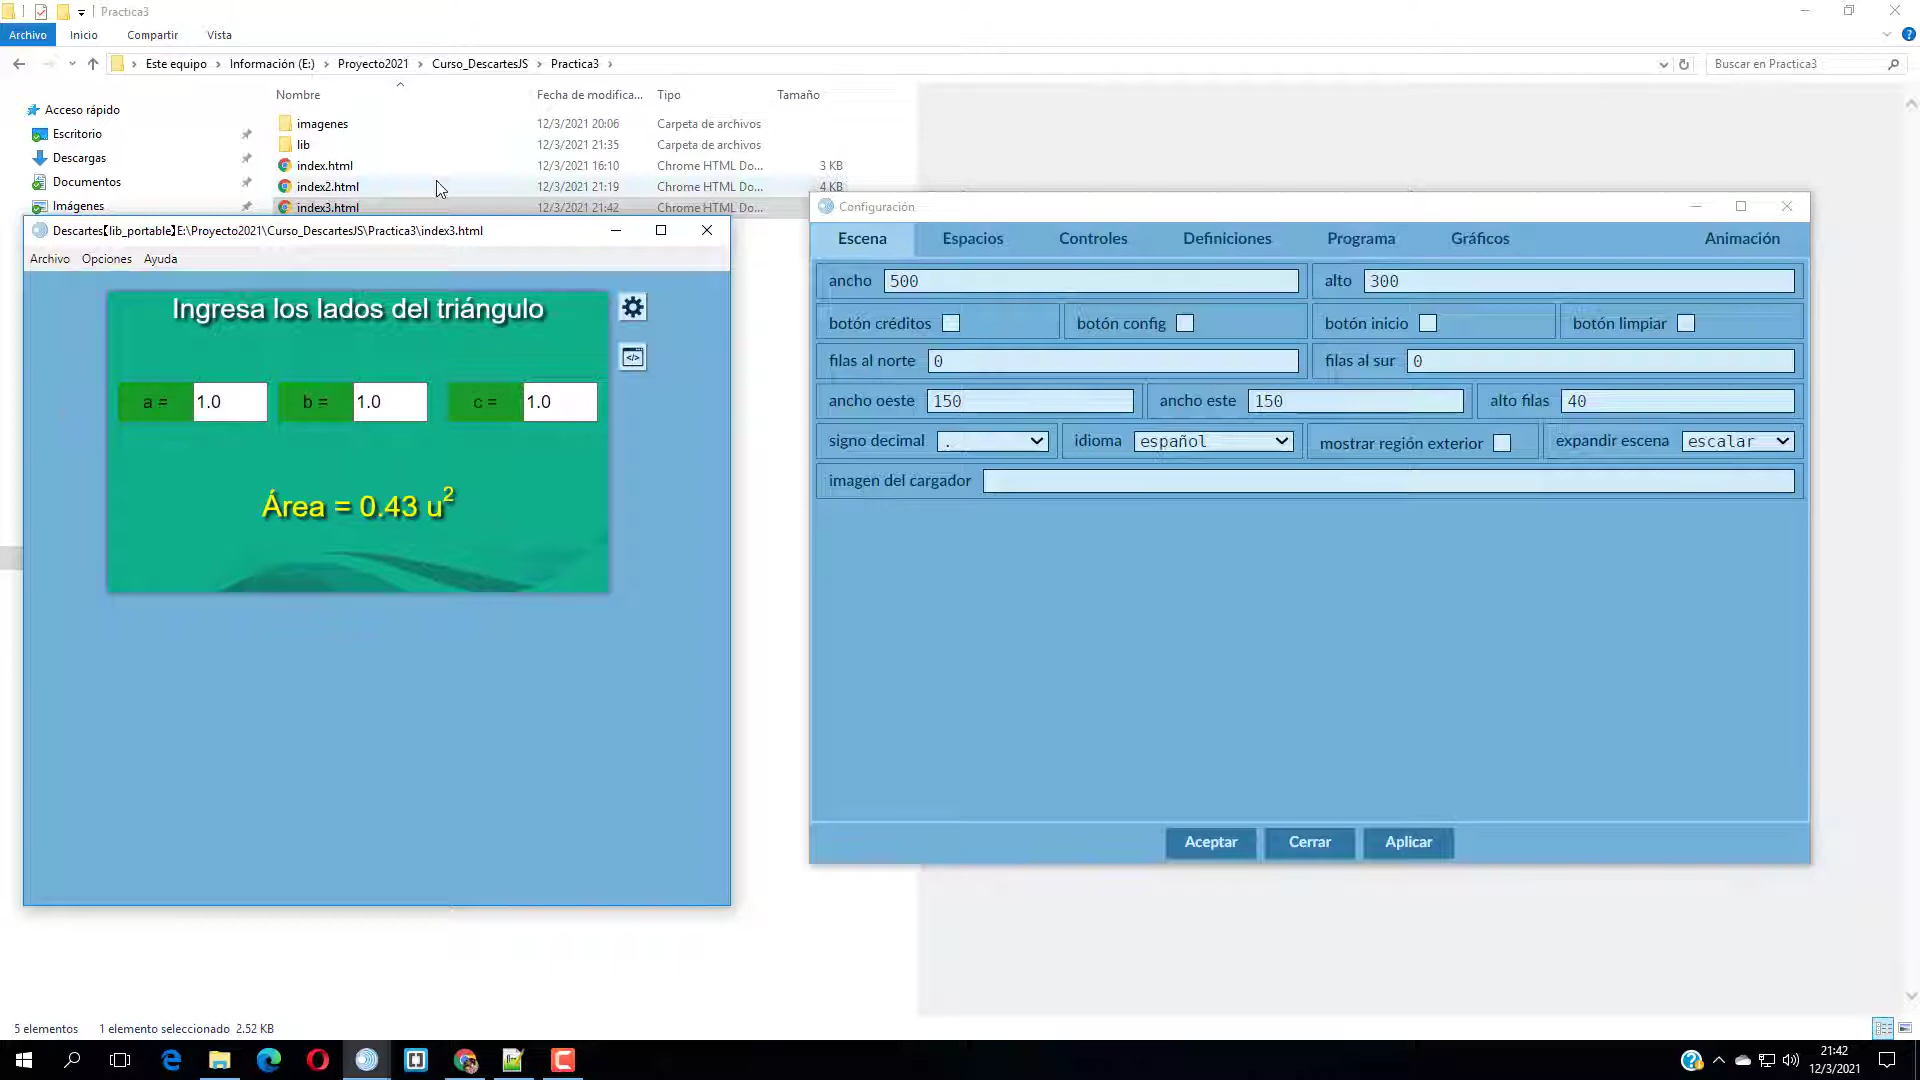 Practica3
Archivo Inicio Compartir Vista
Este equipo > Información (E:) > Proyecto2021 > Curso_DescartesJS > Practica3 >
Buscar en Practica3
Nombre Fecha de modifica... Tipo Tamaño
Acceso rápido
Escritorio
Descargas
Documentos
Imágenes
imagenes 12/3/2021 20:06 Carpeta de archivos
lib 12/3/2021 21:35 Carpeta de archivos
index.html 12/3/2021 16:10 Chrome HTML Do... 3 KB
index2.html 12/3/2021 21:19 Chrome HTML Do... 4 KB
index3.html 12/3/2021 21:42 Chrome HTML Do...
Descartes【lib_portable】E:\Proyecto2021\Curso_DescartesJS\Practica3\index3.html
Archivo Opciones Ayuda
Ingresa los lados del triángulo
a = 1.0 b = 1.0 c = 1.0
Área = 0.43 u²
Configuración
Escena Espacios Controles Definiciones Programa Gráficos Animación
ancho 500 alto 300
botón créditos botón config botón inicio botón limpiar
filas al norte 0 filas al sur 0
ancho oeste 150 ancho este 150 alto filas 40
signo decimal . idioma español mostrar región exterior expandir escena escalar
imagen del cargador
Aceptar Cerrar Aplicar
5 elementos 1 elemento seleccionado 2.52 KB
21:42
12/3/2021